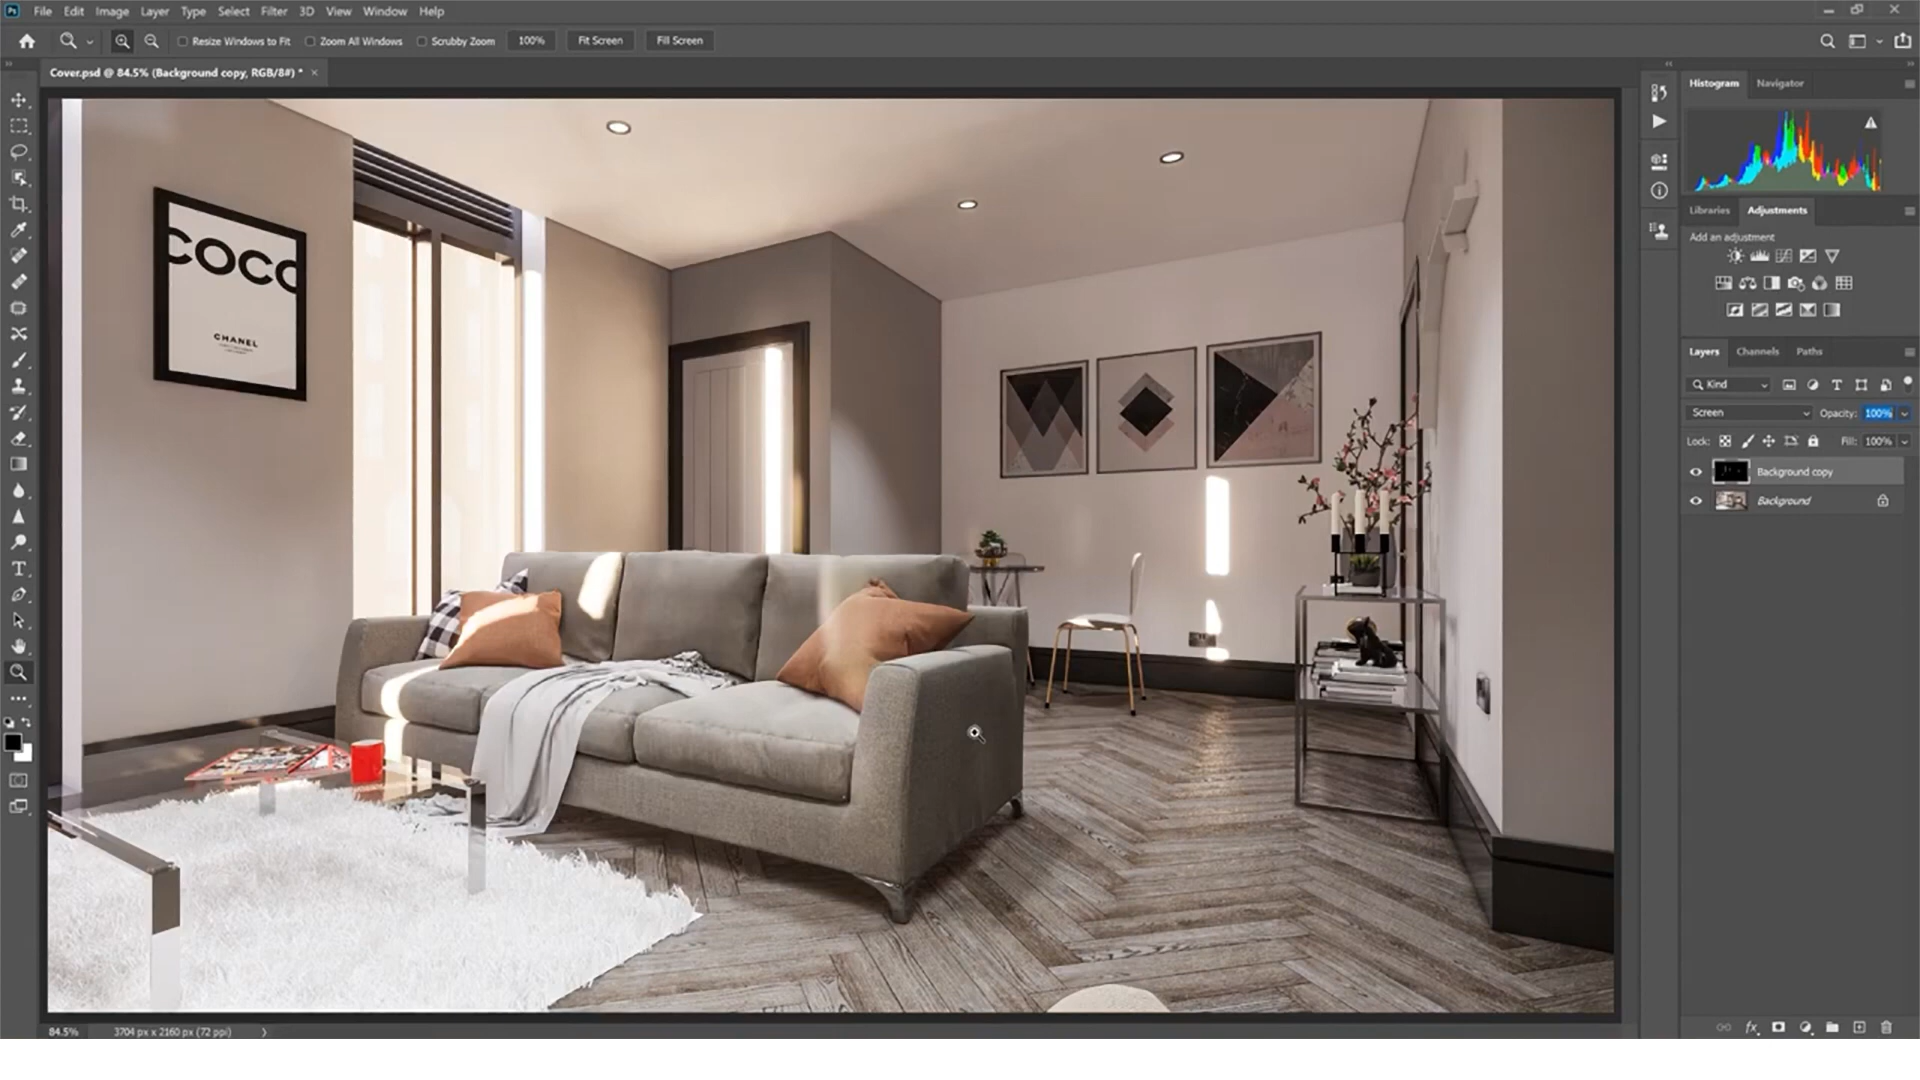 Ps File Edit Image Layer Type Select Filter 3D View Window Help
Resize Windows to Fit Zoom All Windows Scrubby Zoom 100% Fit Screen Fill Screen
Cover.psd @ 84.5% (Background copy, RGB/8#) * ×
Histogram Navigator
COCO
CHANEL
Libraries Adjustments
Add an adjustment
Layers Channels Paths
Kind
Screen Opacity: 100%
Lock: Fill: 100%
Background copy
Background
84.5% 3704 px x 2160 px (72 ppi)